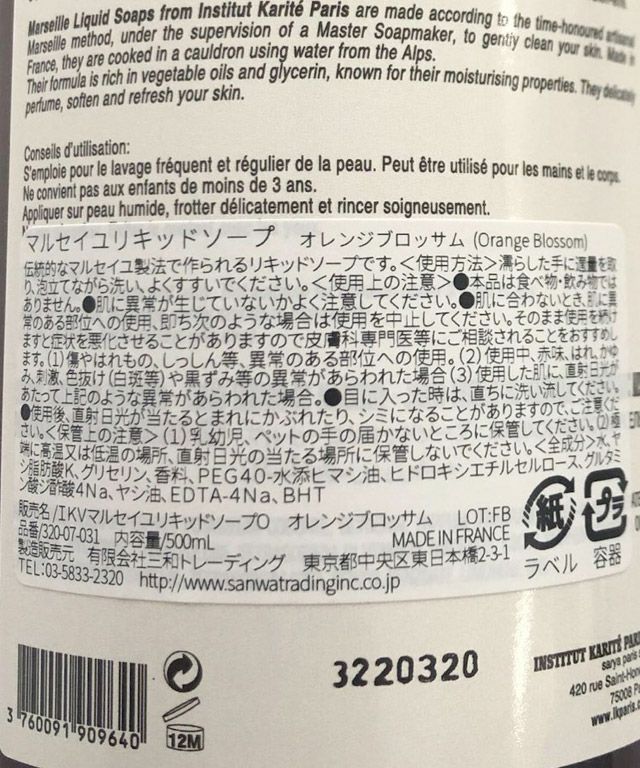 Marseille Liquid Soaps from Institut Karité Paris are made according to the time-honoured artisanal
Marseille method, under the supervision of a Master Soapmaker, to gently clean your skin. Made in
France, they are cooked in a cauldron using water from the Alps.
Their formula is rich in vegetable oils and glycerin, known for their moisturising properties. They delicately
perfume, soften and refresh your skin.
Conseils d'utilisation:
S'emploie pour le lavage fréquent et régulier de la peau. Peut être utilisé pour les mains et le corps.
Ne convient pas aux enfants de moins de 3 ans.
Appliquer sur peau humide, frotter délicatement et rincer soigneusement.
マルセイユリキッドソープ オレンジブロッサム (Orange Blossom)
伝統的なマルセイユ製法で作られるリキッドソープです。<使用方法>濡らした手に適量を取
り、泡立てながら洗い、よくすすいでください。<使用上の注意>●本品は食べ物・飲み物では
ありません。●肌に異常が生じていないかよく注意してください。●肌に合わないとき、肌に異
常のある部位への使用、即ち次のような場合は使用を中止してください。そのまま使用を続け
ますと症状を悪化させることがありますので皮膚科専門医等にご相談されることをおすすめし
ます。(1)傷やはれもの、しっしん等、異常のある部位への使用。(2)使用中、赤味、はれ、かゆ
み、刺激、色抜け(白斑等)や黒ずみ等の異常があらわれた場合(3)使用した肌に、直射日光が
あたって上記のような異常があらわれた場合。●目に入った時は、直ちに洗い流してください。
●使用後、直射日光が当たるとまれにかぶれたり、シミになることがありますので、ご注意くだ
さい。<保管上の注意>(1)乳幼児、ペットの手の届かないところに保管してください。(2)極
端に高温又は低温の場所、直射日光の当たる場所に保管しないでください。<全成分>水、ヤ
シ脂肪酸K、グリセリン、香料、PEG40-水添ヒマシ油、ヒドロキシエチルセルロース、グルタミ
ン酸ジ酢酸4Na、ヤシ油、EDTA-4Na、BHT
販売名/IKVマルセイユリキッドソープO オレンジブロッサム LOT:FB
品番/320-07-031 内容量/500mL MADE IN FRANCE
製造販売元 有限会社三和トレーディング 東京都中央区東日本橋2-3-1
TEL:03-5833-2320 http://www.sanwatradinginc.co.jp
紙 プラ
ラベル 容器
3220320
INSTITUT KARITÉ PARIS
sarya paris
420 rue Saint-Hon
75008 P
www.ikparis.c
3 760091 909640
12M